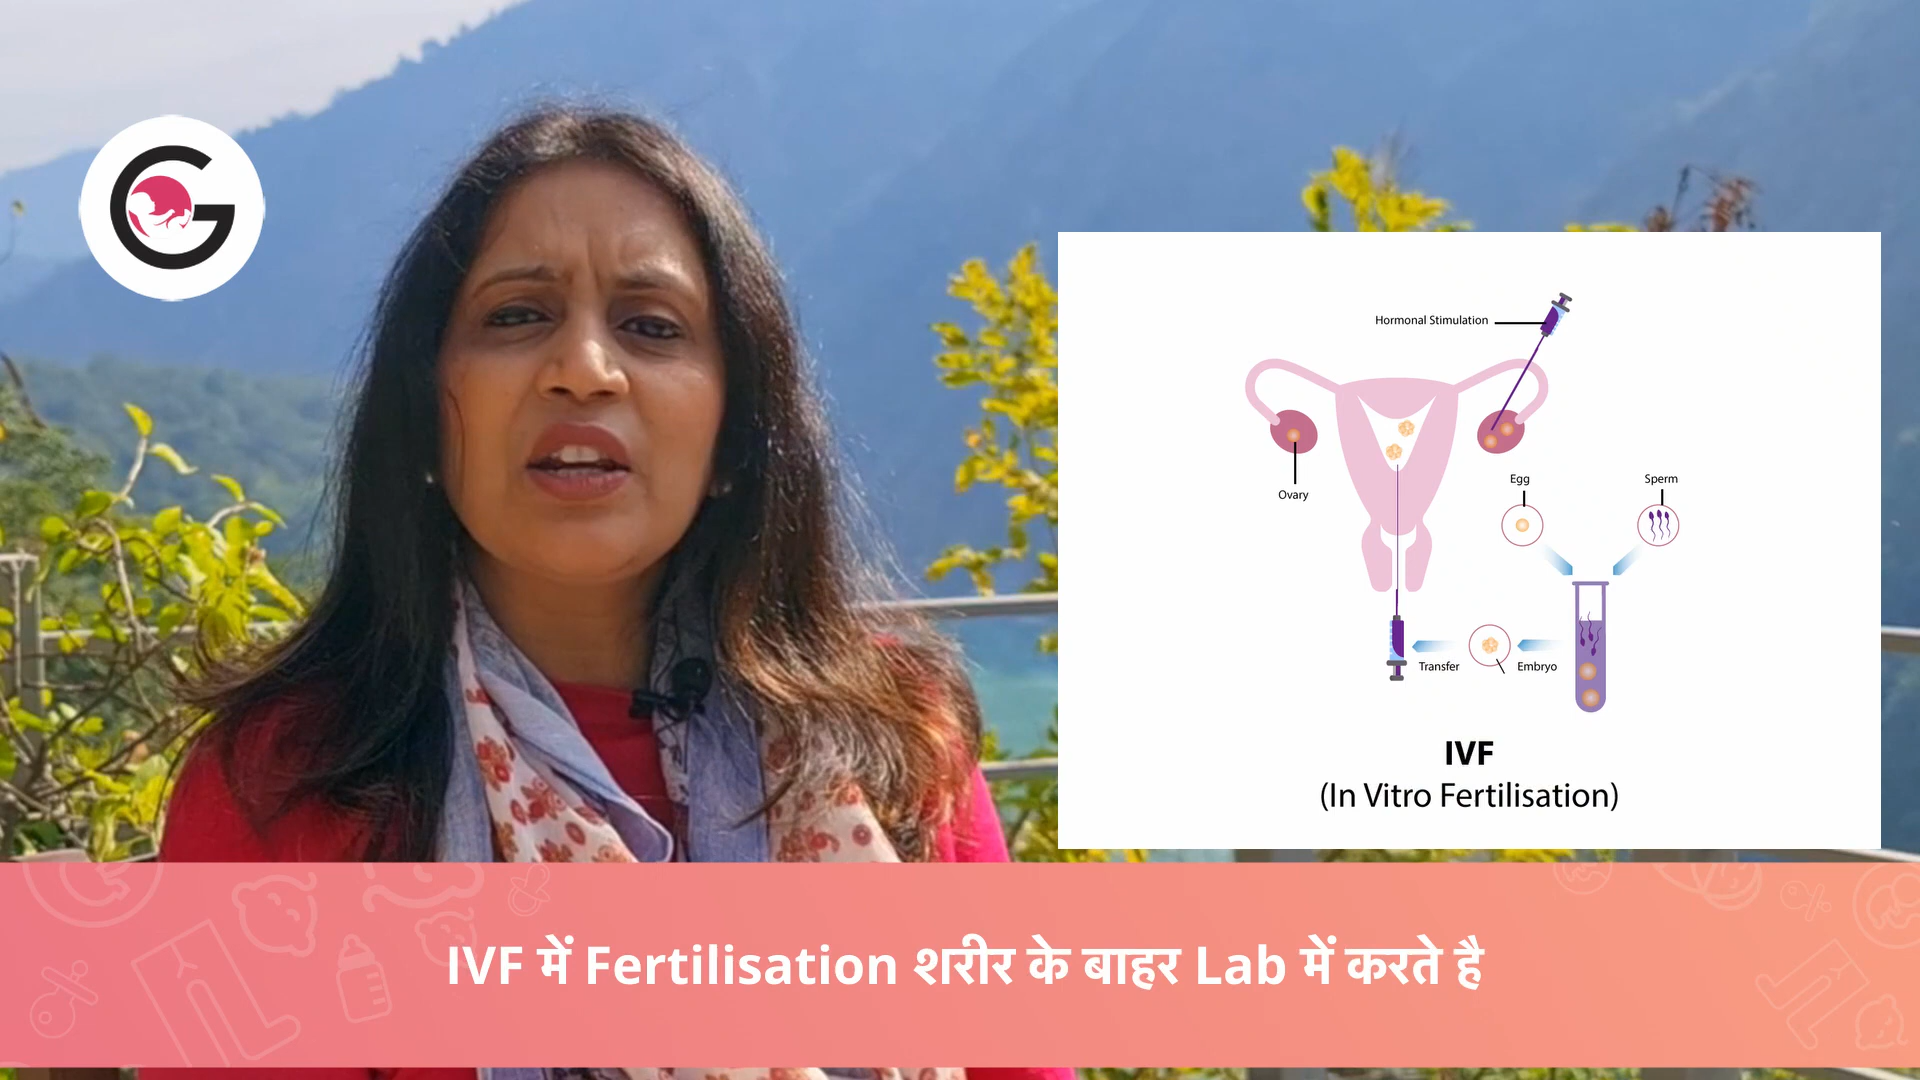 Hormonal Stimulation
Ovary
Egg
Sperm
Transfer
Embryo
IVF
(In Vitro Fertilisation)
IVF में Fertilisation शरीर के बाहर Lab में करते है